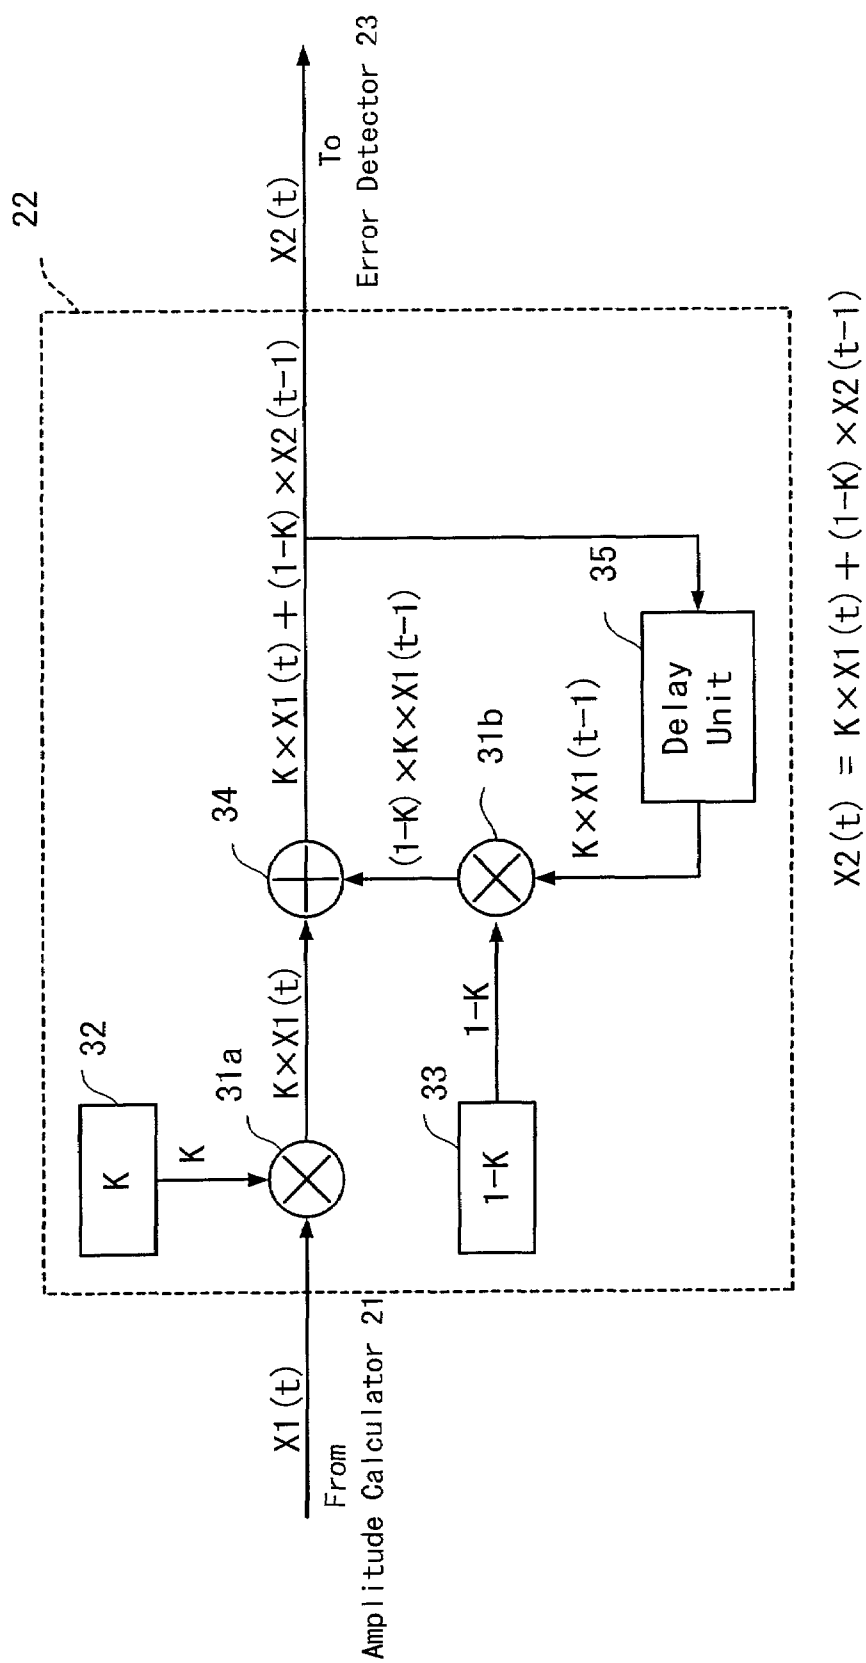 22
32
K
K
31a
34
X1(t)
K×X1(t)
K×X1(t)+(1-K)×X2(t-1)
X2(t)
From
Amplitude Calculator 21
To
Error Detector 23
(1-K)×K×X1(t-1)
33
1-K
1-K
31b
K×X1(t-1)
35
Delay
Unit
X2(t) = K×X1(t)+(1-K)×X2(t-1)